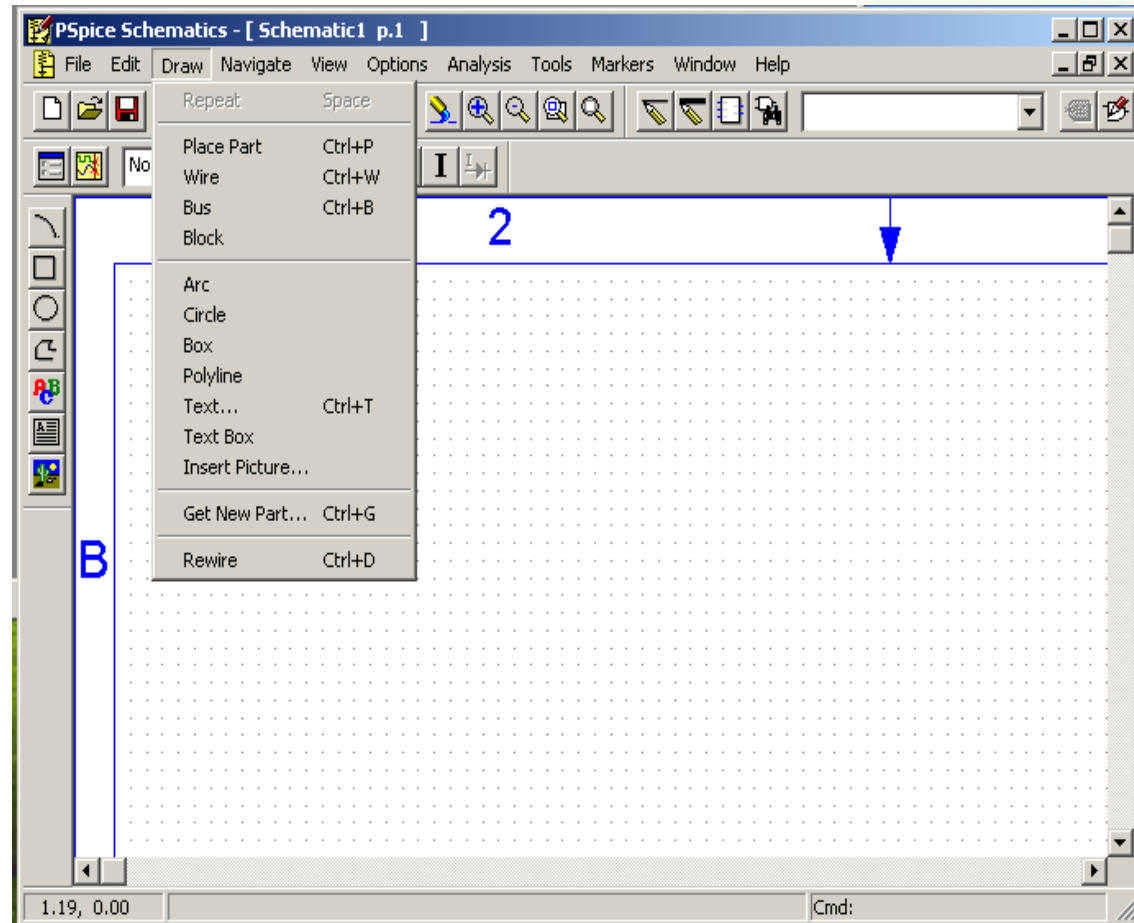 PSpice Schematics - [ Schematic1 p.1 ]
File Edit Draw Navigate View Options Analysis Tools Markers Window Help
Repeat Space
No
Place Part Ctrl+P
Wire Ctrl+W
Bus Ctrl+B
Block
2
Arc
Circle
Box
Polyline
Text... Ctrl+T
Text Box
Insert Picture...
Get New Part... Ctrl+G
Rewire Ctrl+D
B
1.19, 0.00 Cmd: